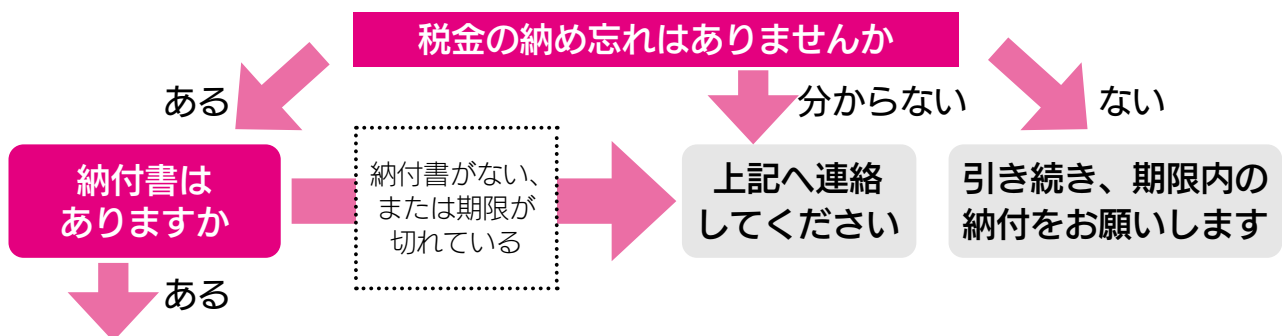 税金の納め忘れはありませんか
ある
分からない
ない
納付書は
ありますか
納付書がない、
または期限が
切れている
上記へ連絡
してください
引き続き、期限内の
納付をお願いします
ある